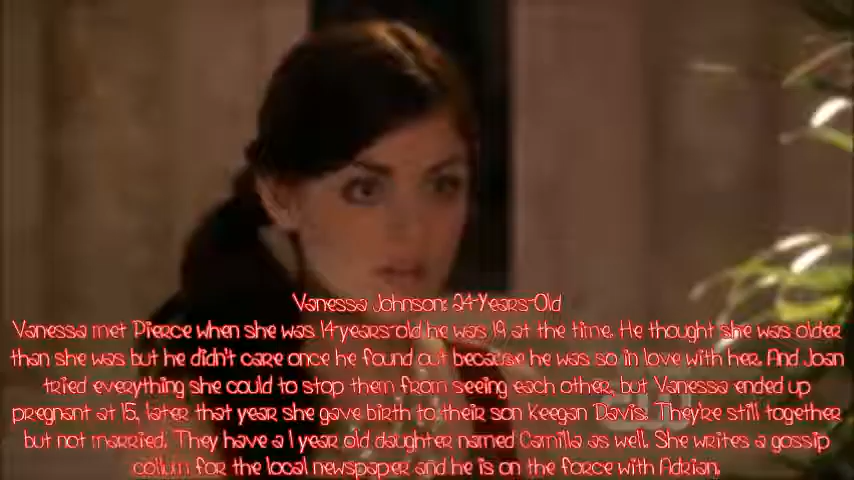 Vanessa Johnson: 24-Years-Old
Vanessa met Pierce when she was 14-years-old he was 19 at the time. He thought she was older
than she was but he didn't care once he found out because he was so in love with her. And Joan
tried everything she could to stop them from seeing each other, but Vanessa ended up
pregnant at 15, later that year she gave birth to their son Keegan Davis. They're still together
but not married. They have a 1 year old daughter named Camilla as well. She writes a gossip
collum for the local newspaper and he is on the force with Adrian.